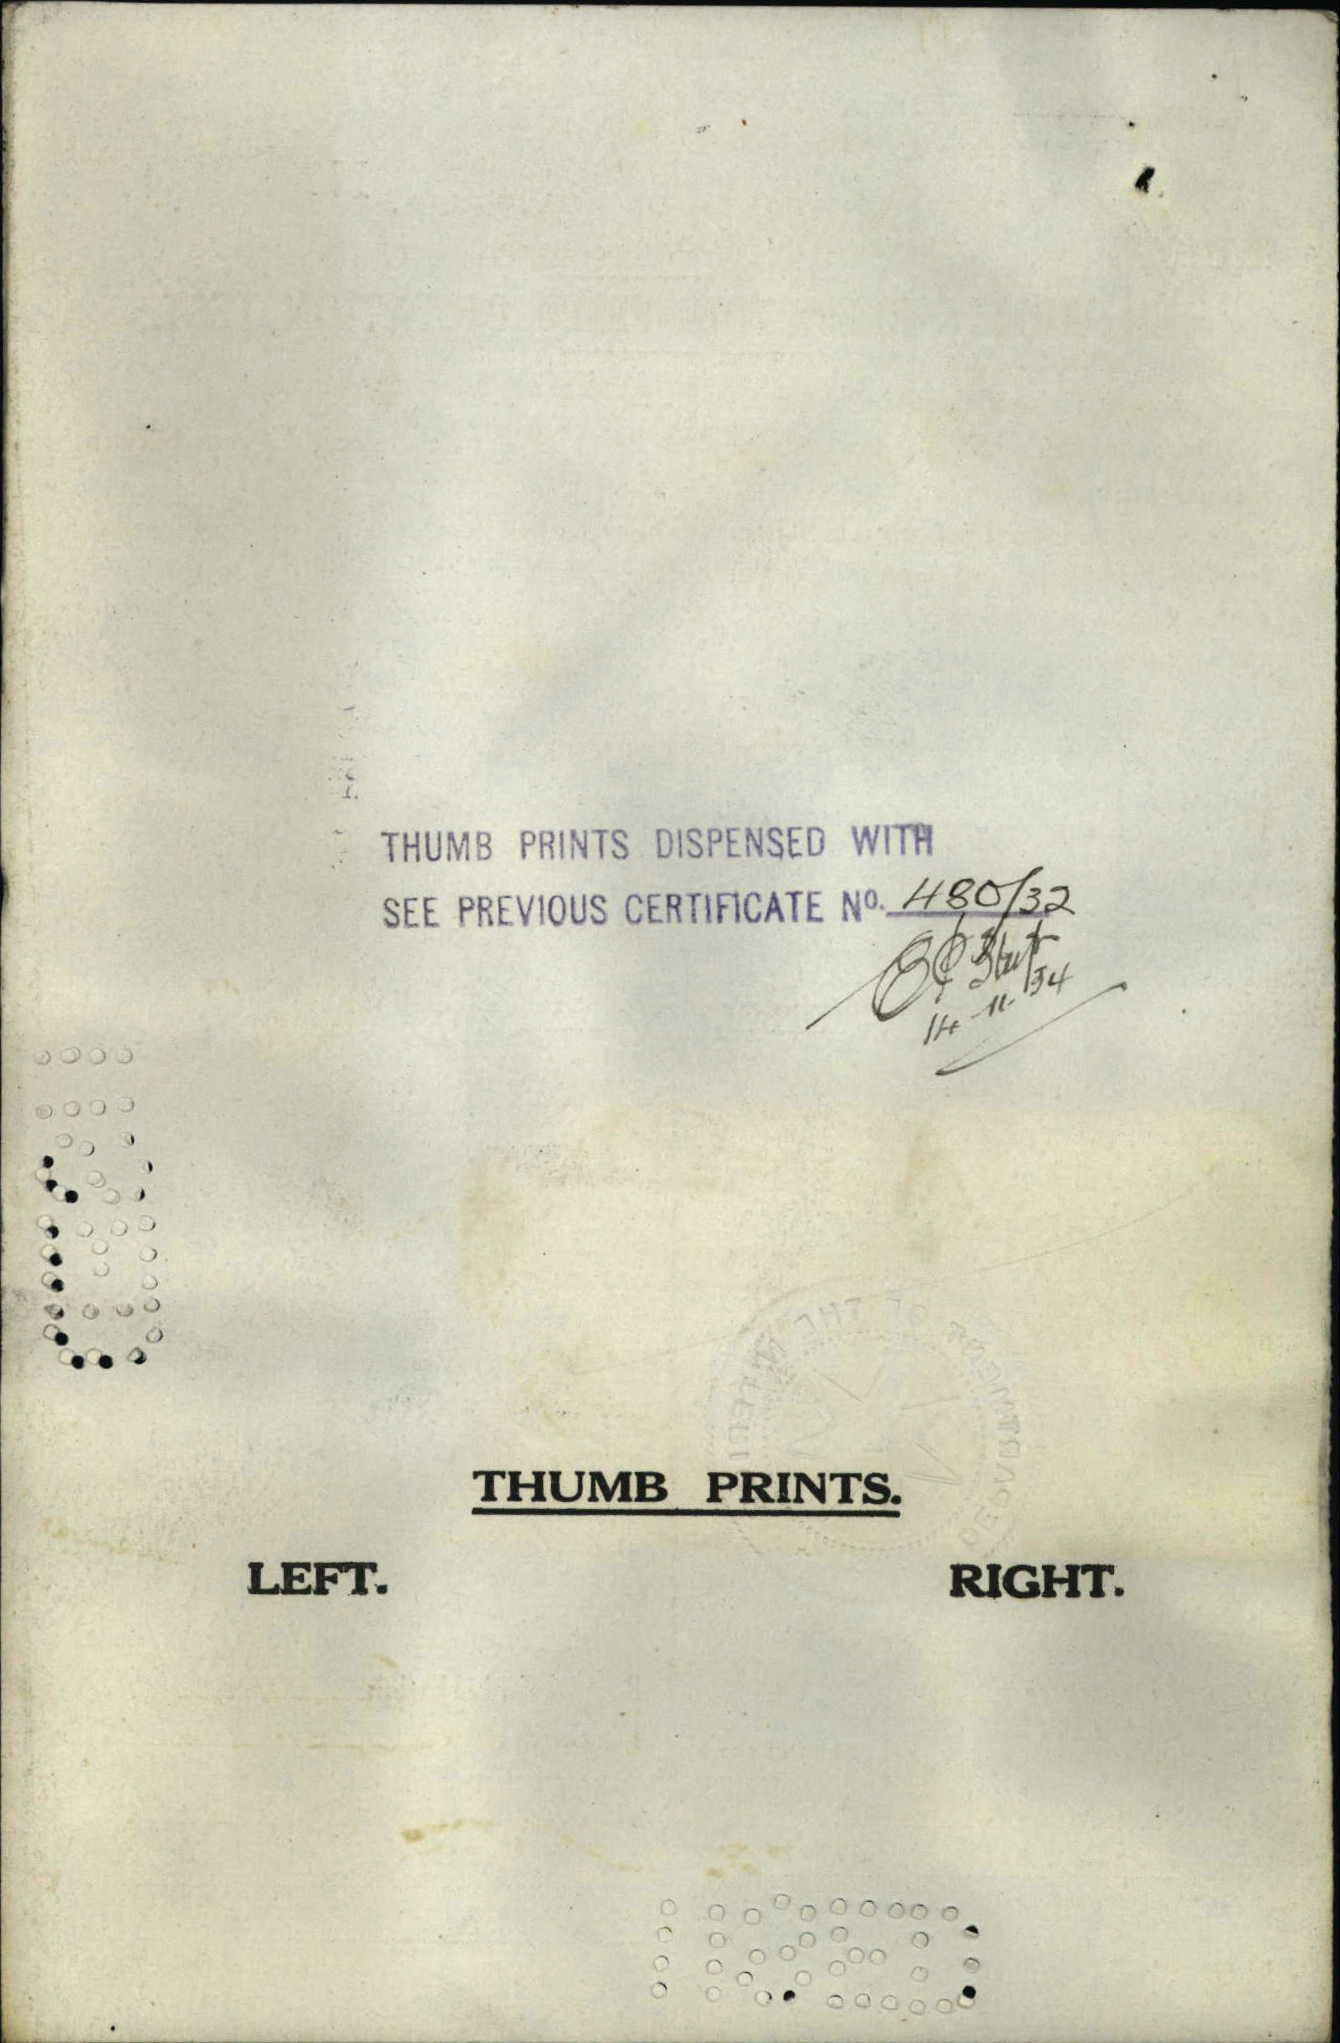 THUMB PRINTS DISPENSED WITH
SEE PREVIOUS CERTIFICATE Nº. 480/32
14-11-34
THUMB PRINTS.
LEFT.
RIGHT.